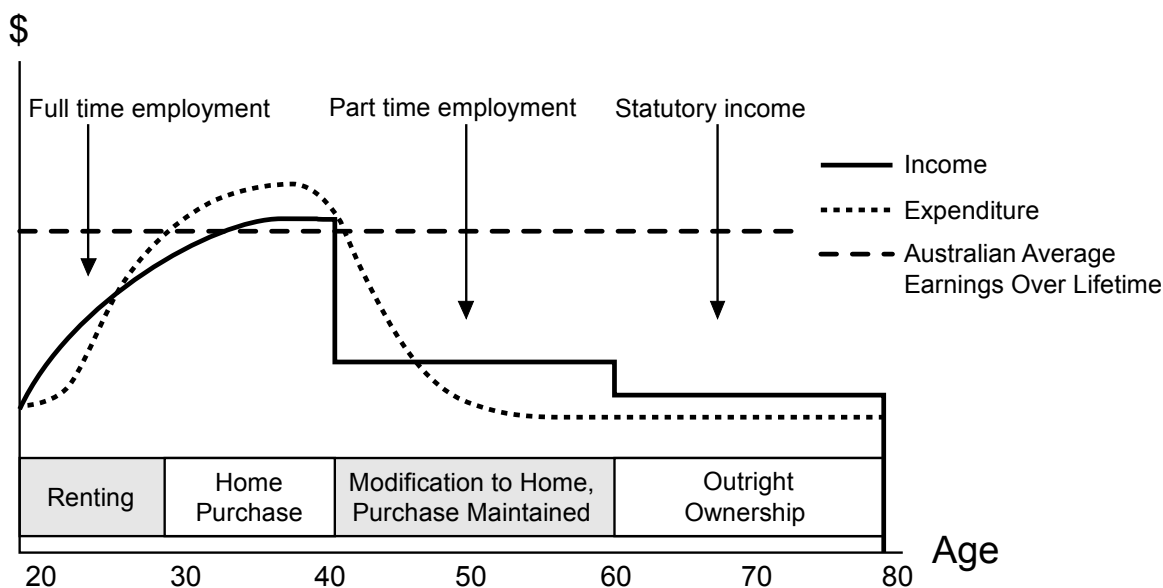 $
Full time employment
Part time employment
Statutory income
Income
Expenditure
Australian Average
Earnings Over Lifetime
Renting
Home
Purchase
Modification to Home,
Purchase Maintained
Outright
Ownership
Age
20 30 40 50 60 70 80